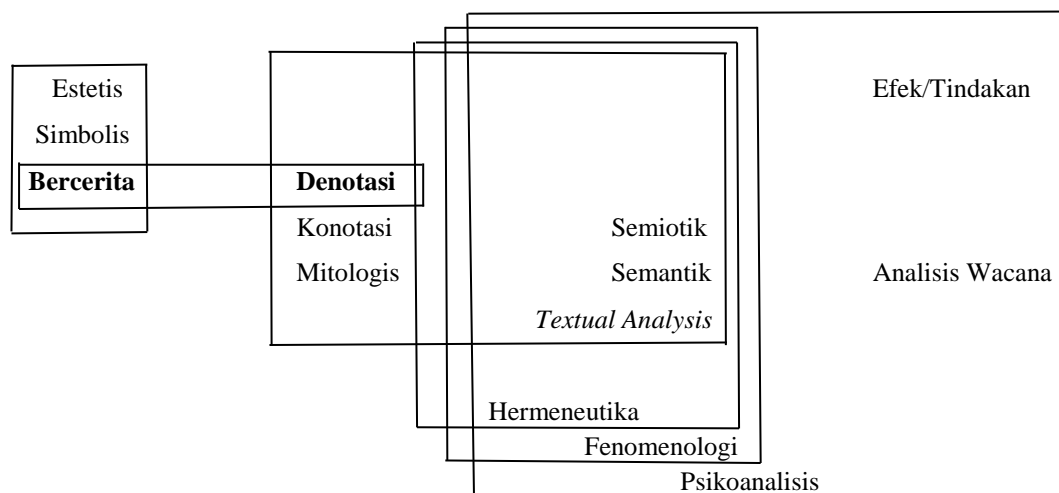 Estetis Efek/Tindakan
Simbolis
Bercerita Denotasi
Konotasi Semiotik
Mitologis Semantik Analisis Wacana
Textual Analysis
Hermeneutika
Fenomenologi
Psikoanalisis